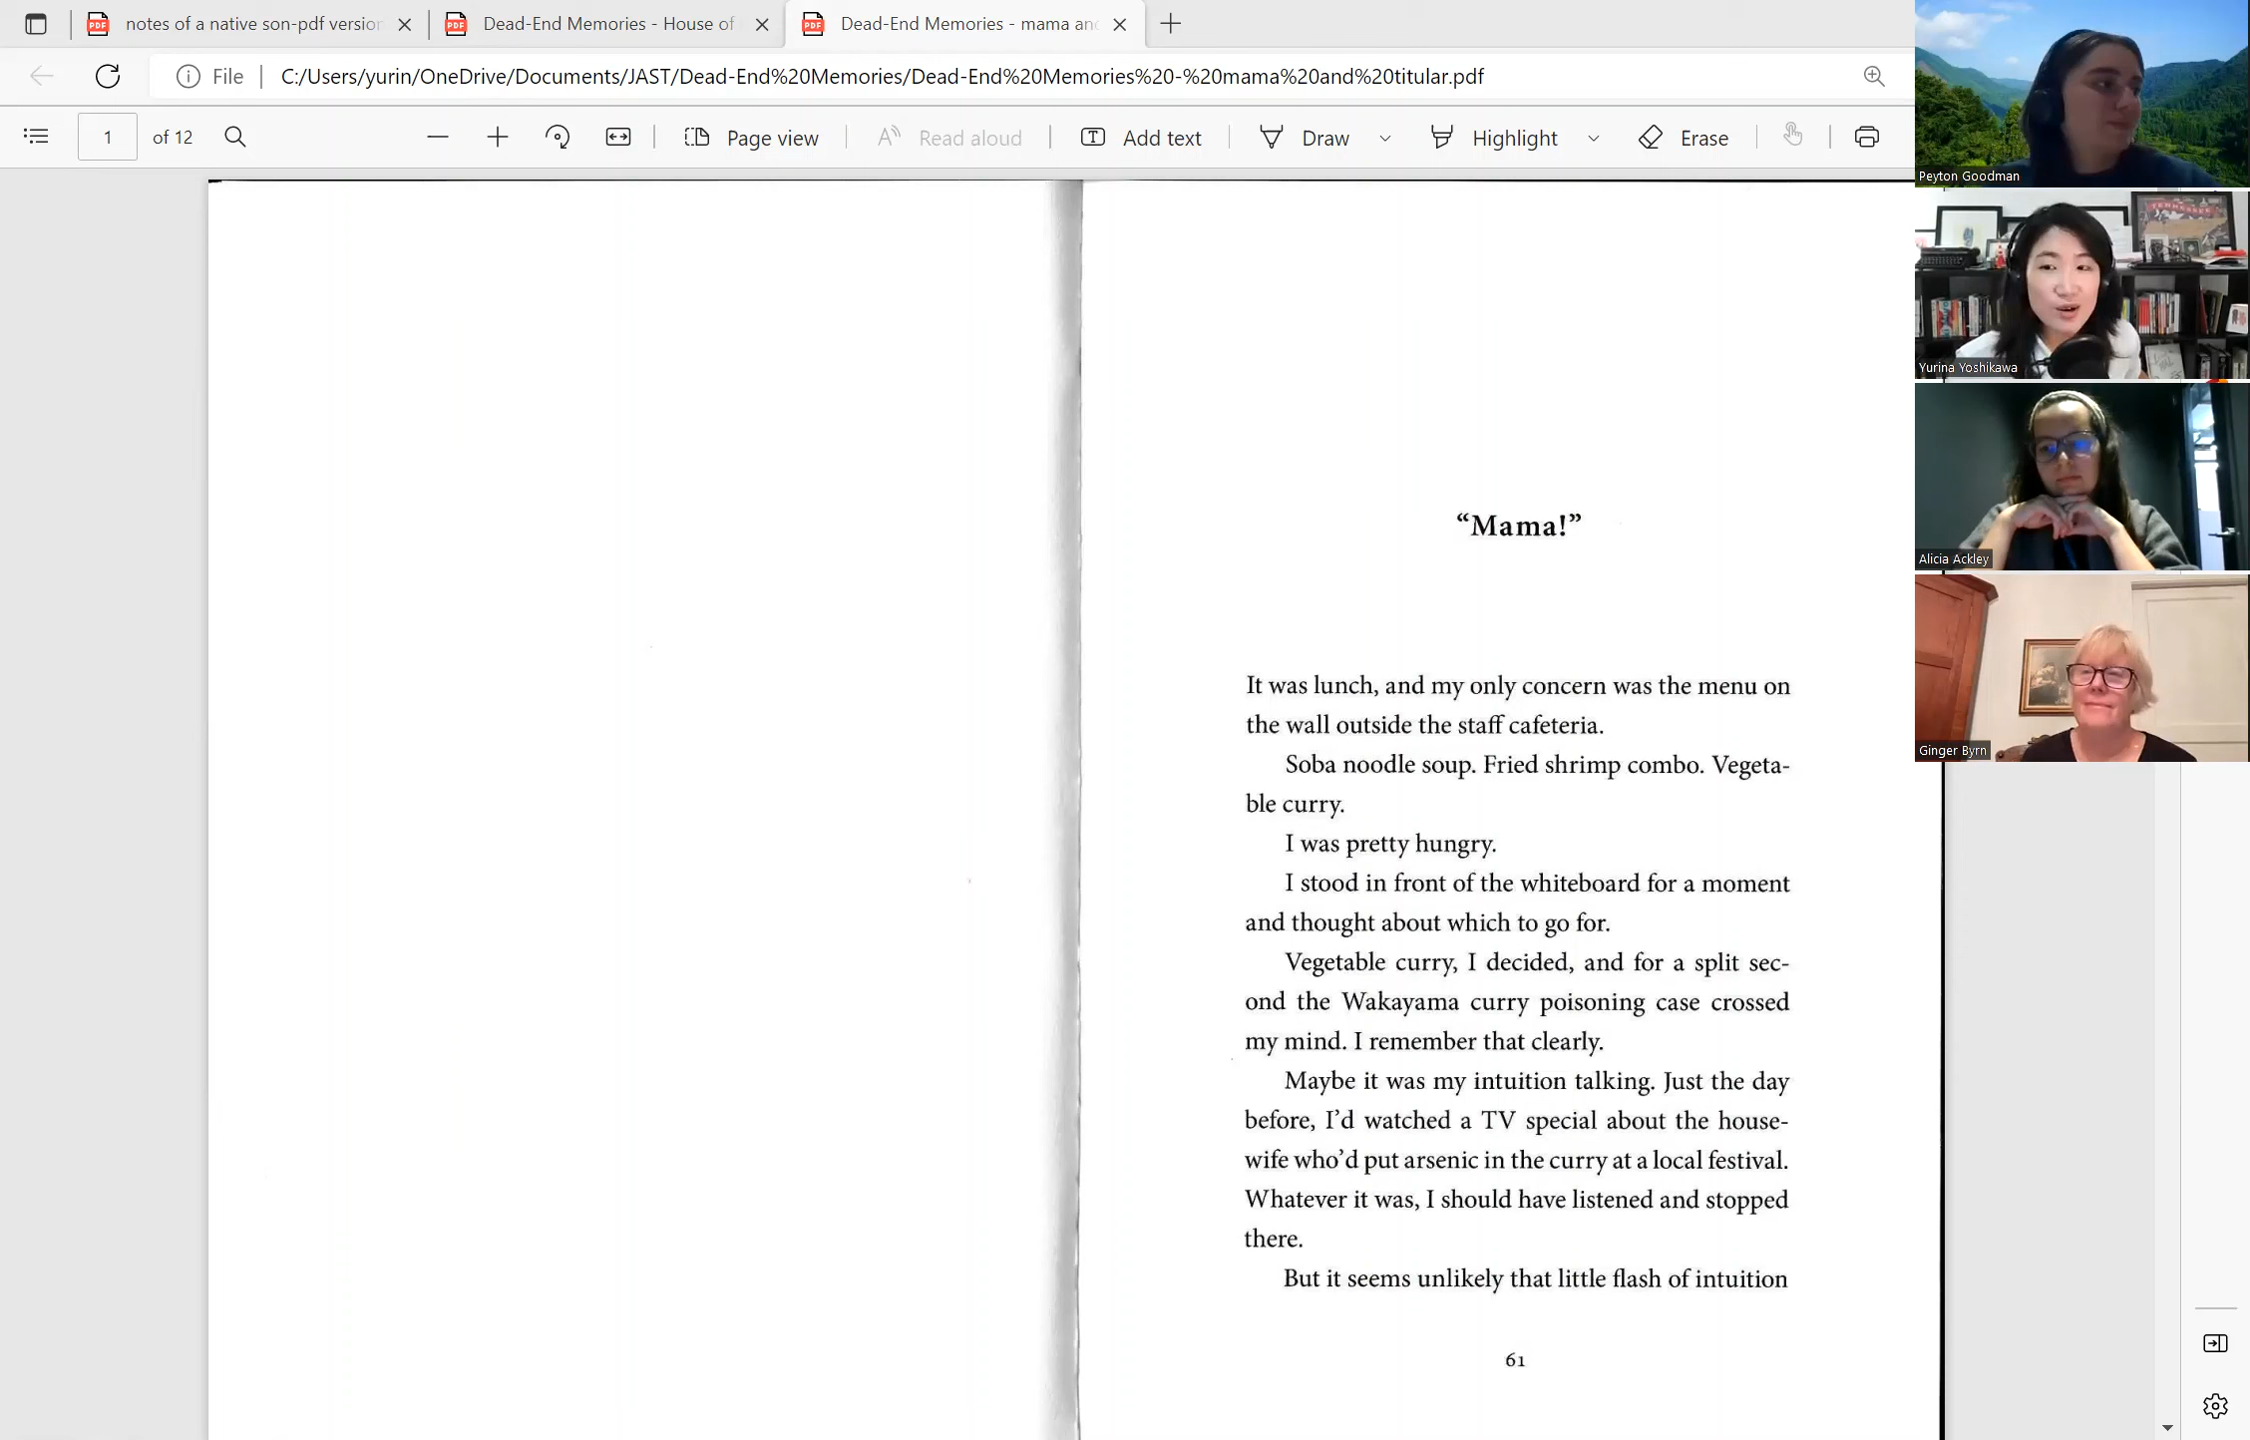 notes of a native son-pdf version
Dead-End Memories - House of
Dead-End Memories - mama and
File
C:/Users/yurin/OneDrive/Documents/JAST/Dead-End%20Memories/Dead-End%20Memories%20-%20mama%20and%20titular.pdf
1 of 12
Page view
Read aloud
Add text
Draw
Highlight
Erase
“Mama!”
It was lunch, and my only concern was the menu on
the wall outside the staff cafeteria.
Soba noodle soup. Fried shrimp combo. Vegeta-
ble curry.
I was pretty hungry.
I stood in front of the whiteboard for a moment
and thought about which to go for.
Vegetable curry, I decided, and for a split sec-
ond the Wakayama curry poisoning case crossed
my mind. I remember that clearly.
Maybe it was my intuition talking. Just the day
before, I’d watched a TV special about the house-
wife who’d put arsenic in the curry at a local festival.
Whatever it was, I should have listened and stopped
there.
But it seems unlikely that little flash of intuition
61
Peyton Goodman
TENNESSEE
Yurina Yoshikawa
Alicia Ackley
Ginger Byrn